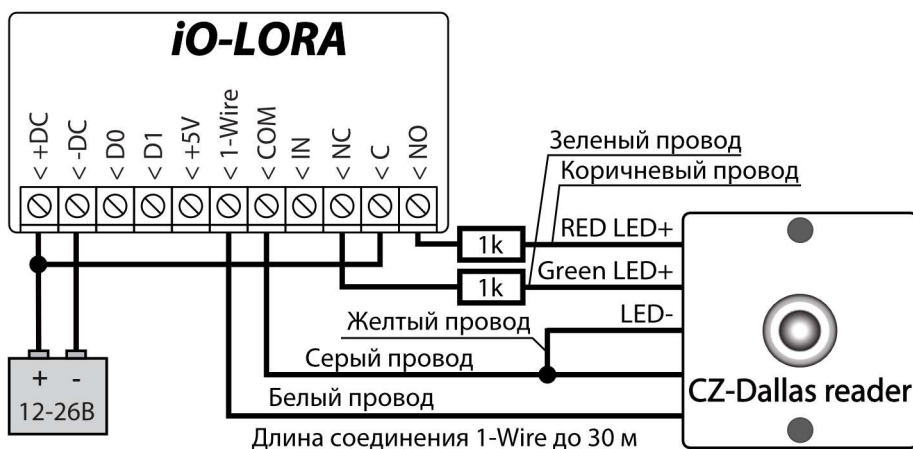 iO-LORA
< +DC
< -DC
< D0
< D1
< +5V
< 1-Wire
< COM
< IN
< NC
< C
< NO
Зеленый провод
Коричневый провод
1k
RED LED+
1k
Green LED+
Желтый провод
LED-
Серый провод
+ -
12-26В
Белый провод
CZ-Dallas reader
Длина соединения 1-Wire до 30 м